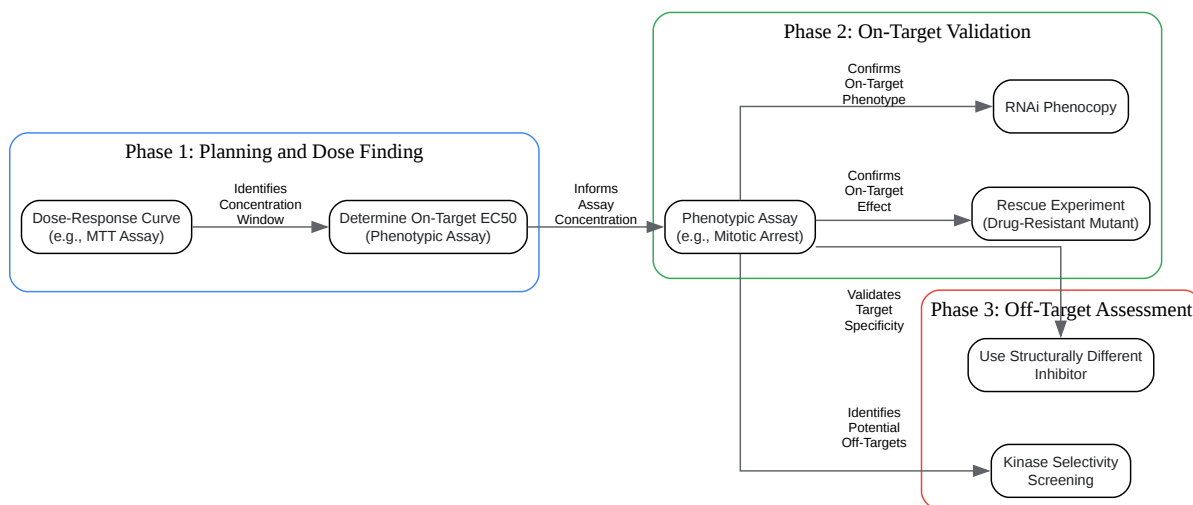 Phase 1: Planning and Dose Finding
Dose-Response Curve
(e.g., MTT Assay)
Identifies
Concentration
Window
Determine On-Target EC50
(Phenotypic Assay)
Informs
Assay
Concentration
Phase 2: On-Target Validation
Phenotypic Assay
(e.g., Mitotic Arrest)
Confirms
On-Target
Phenotype
RNAi Phenocopy
Confirms
On-Target
Effect
Rescue Experiment
(Drug-Resistant Mutant)
Validates
Target
Specificity
Phase 3: Off-Target Assessment
Use Structurally Different
Inhibitor
Identifies
Potential
Off-Targets
Kinase Selectivity
Screening